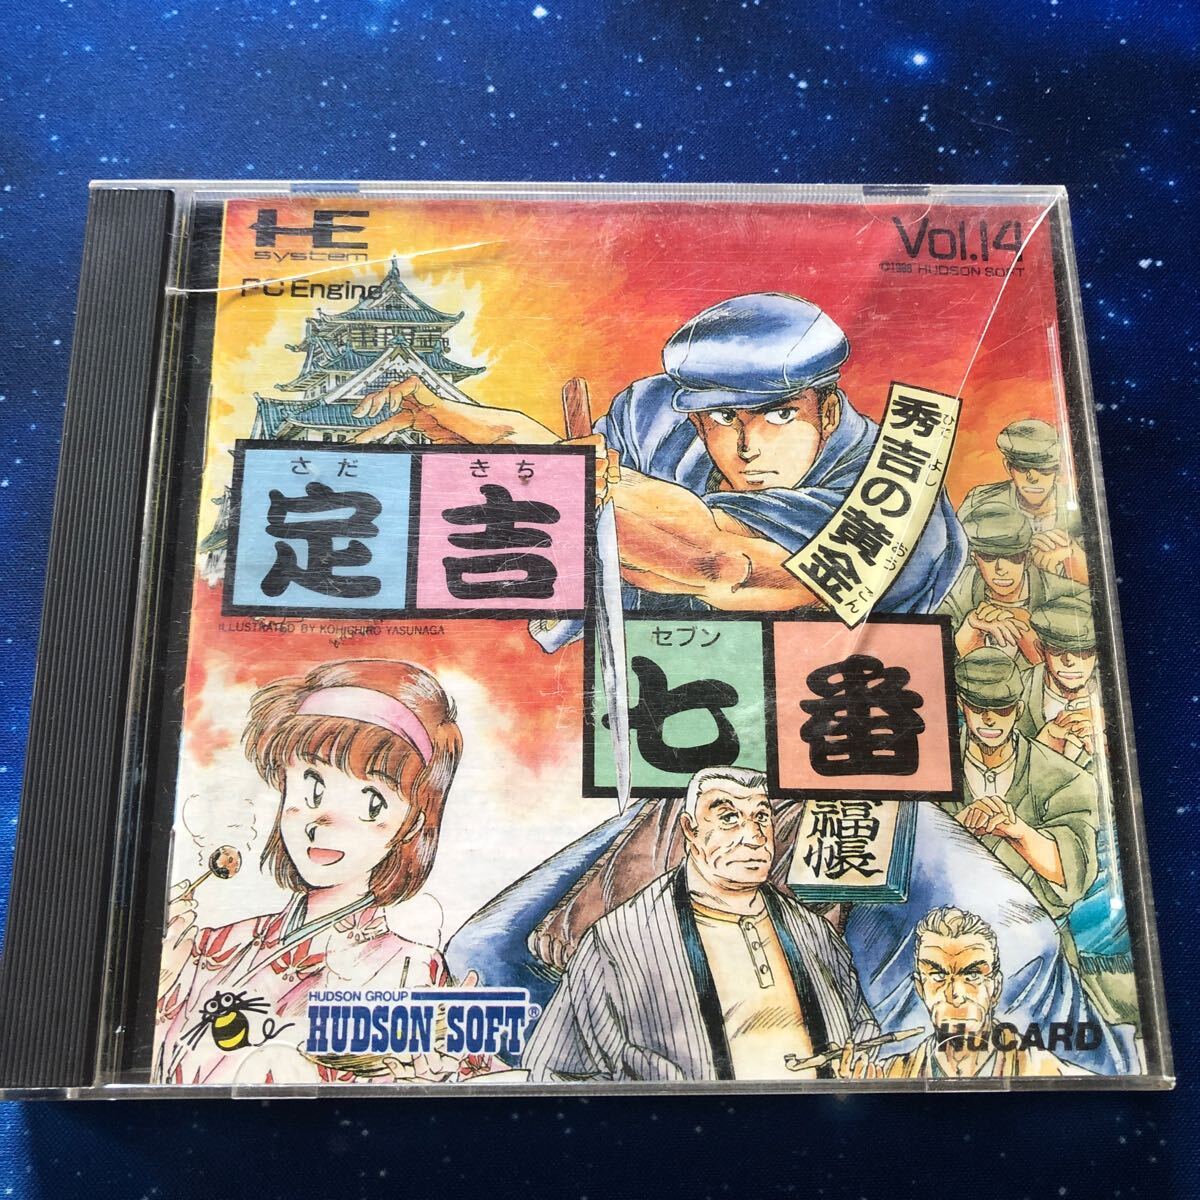 HE
system
PC Engine
Vol.14
©1988 HUDSON SOFT
ひでよし おうごん
秀吉の黄金
さだ きち
定吉
ILLUSTRATED BY KOHICHIRO YASUNAGA
セブン
七番
福帳
HUDSON GROUP
HUDSON SOFT®
HuCARD